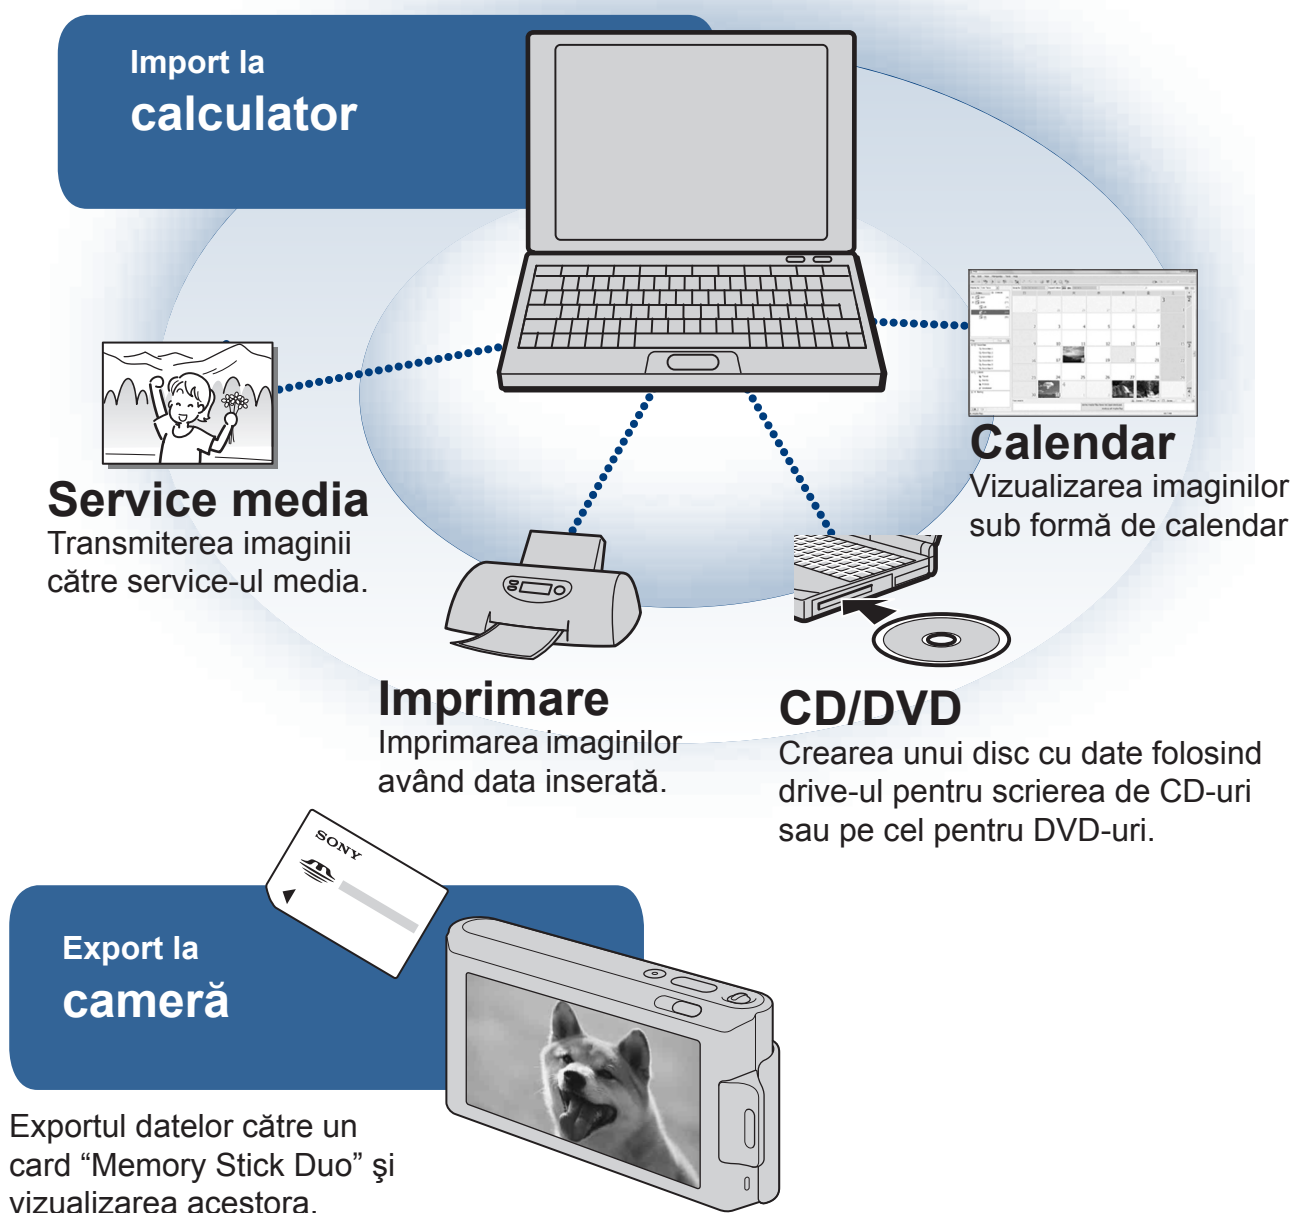 Import la
calculator
Calendar
Vizualizarea imaginilor
sub formă de calendar
Service media
Transmiterea imaginii
către service-ul media.
Imprimare
Imprimarea imaginilor
având data inserată.
CD/DVD
Crearea unui disc cu date folosind
drive-ul pentru scrierea de CD-uri
sau pe cel pentru DVD-uri.
SONY
Export la
cameră
Exportul datelor către un
card “Memory Stick Duo” şi
vizualizarea acestora.